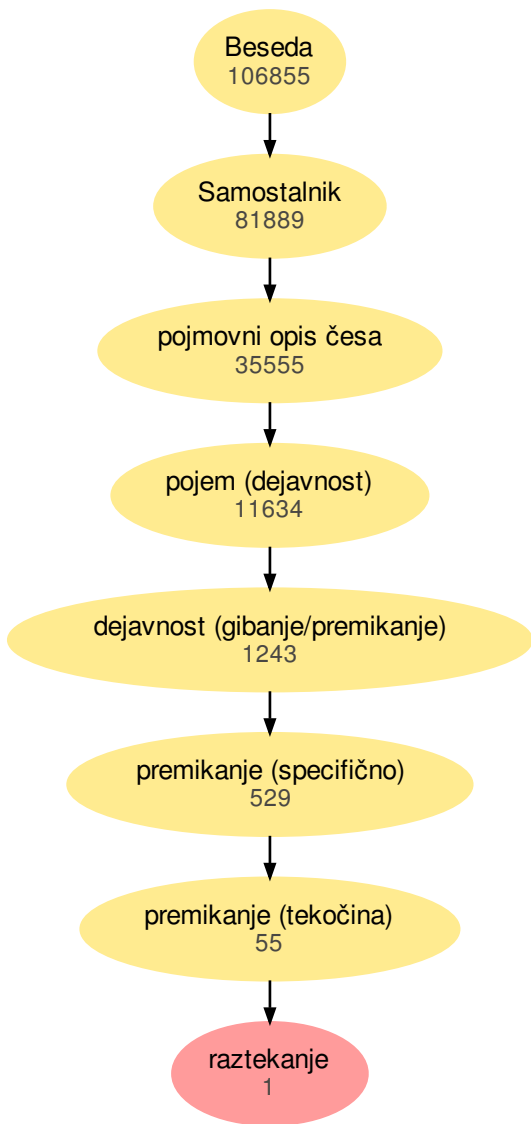 Beseda
106855
Samostalnik
81889
pojmovni opis česa
35555
pojem (dejavnost)
11634
dejavnost (gibanje/premikanje)
1243
premikanje (specifično)
529
premikanje (tekočina)
55
raztekanje
1